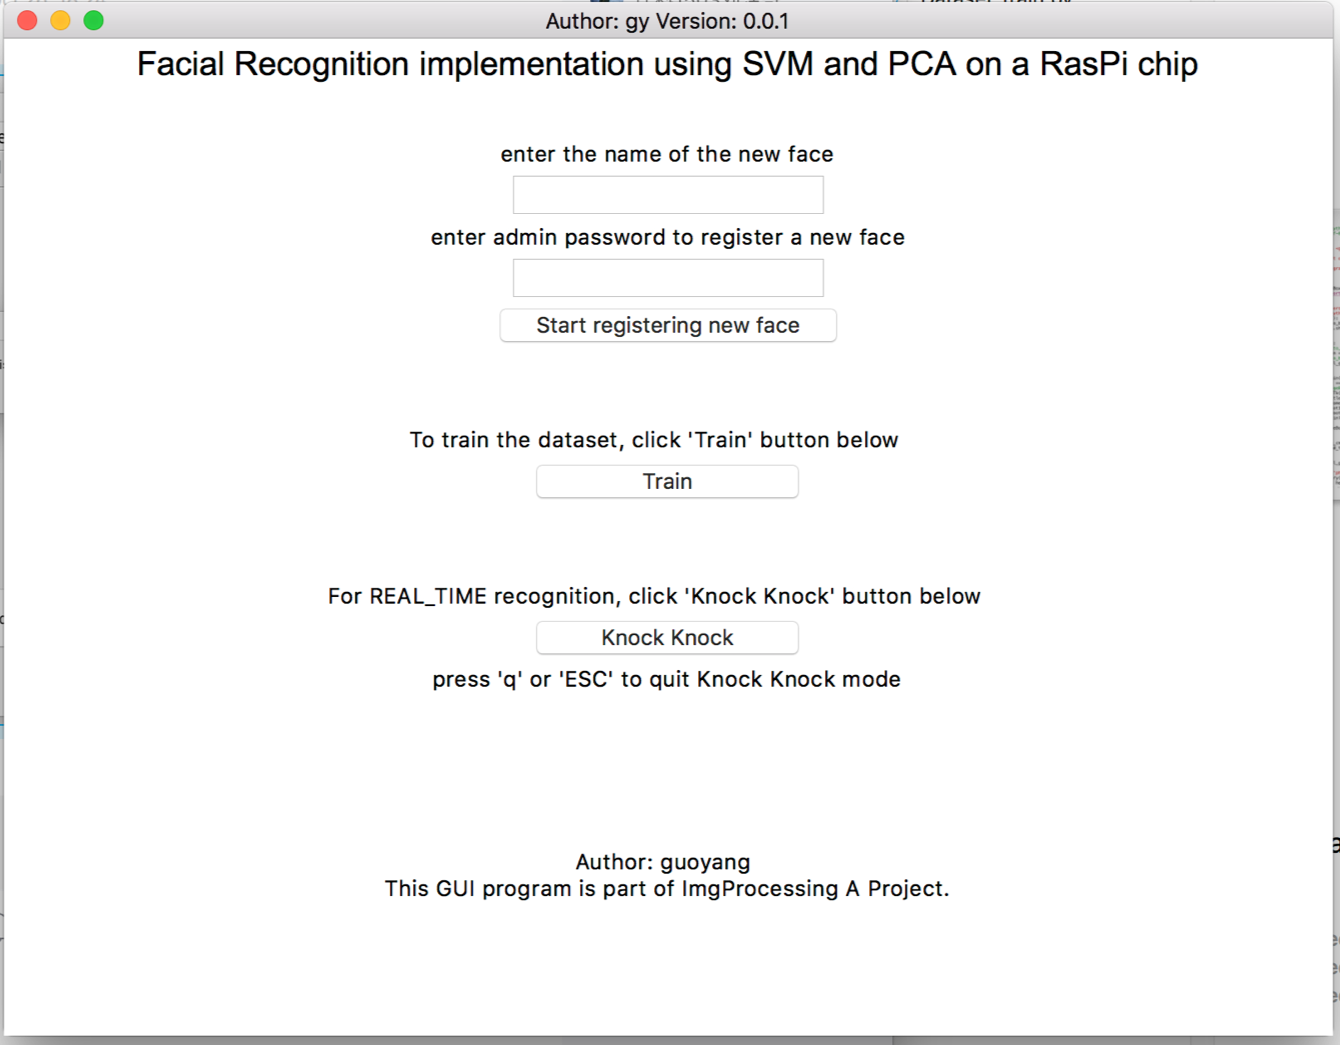 Author: gy Version: 0.0.1
Facial Recognition implementation using SVM and PCA on a RasPi chip
enter the name of the new face
enter admin password to register a new face
Start registering new face
To train the dataset, click 'Train' button below
Train
For REAL_TIME recognition, click 'Knock Knock' button below
Knock Knock
press 'q' or 'ESC' to quit Knock Knock mode
Author: guoyang
This GUI program is part of ImgProcessing A Project.